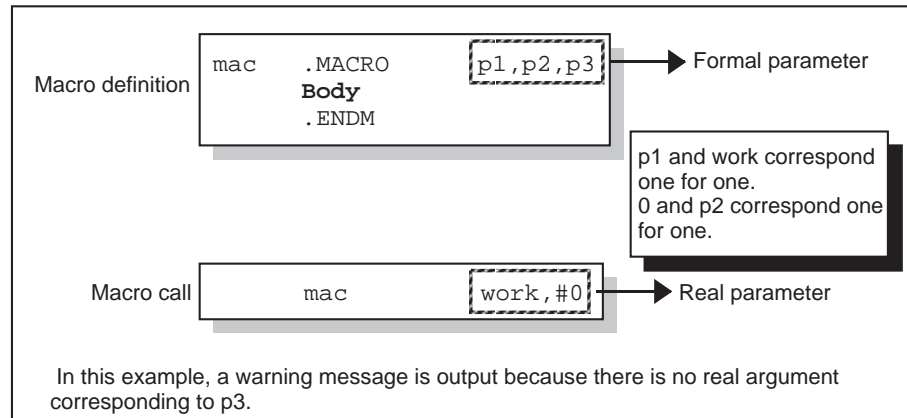 Macro definition
mac .MACRO p1,p2,p3
Body
.ENDM
Formal parameter
p1 and work correspond
one for one.
0 and p2 correspond one
for one.
Macro call
mac work,#0
Real parameter
In this example, a warning message is output because there is no real argument
corresponding to p3.